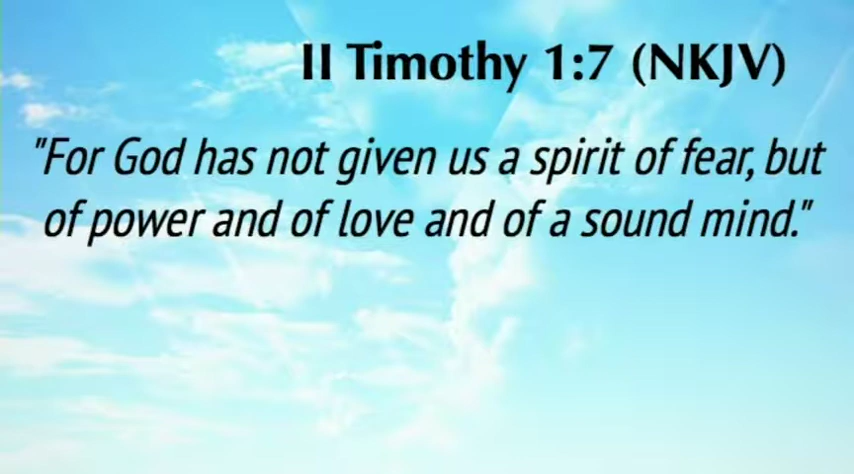 II Timothy 1:7 (NKJV)
"For God has not given us a spirit of fear, but
of power and of love and of a sound mind."